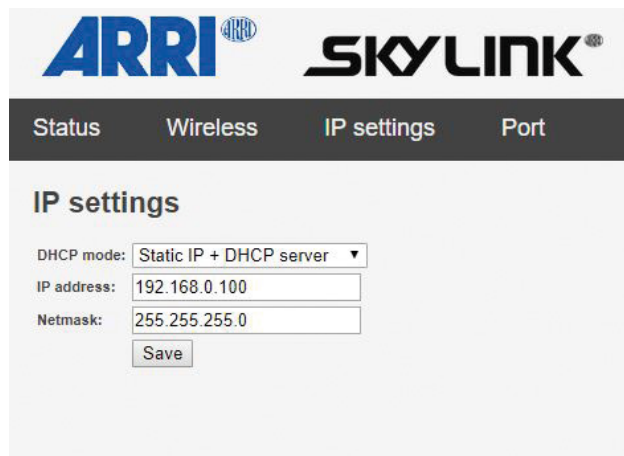 ARRI® ARRI SKYLINK®
Status Wireless IP settings Port
IP settings
DHCP mode: Static IP + DHCP server ▼
IP address: 192.168.0.100
Netmask: 255.255.255.0
Save